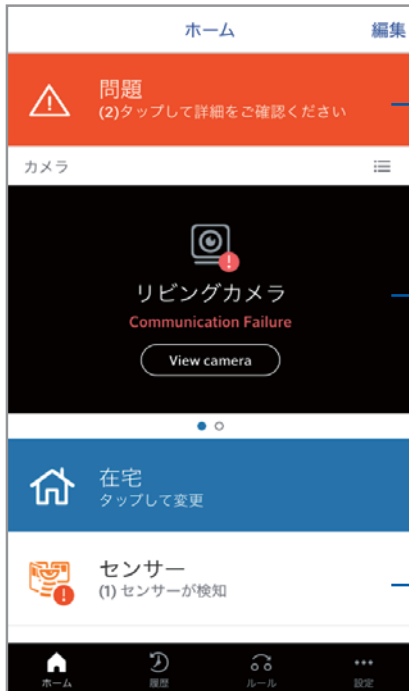 ホーム
編集
問題
(2)タップして詳細をご確認ください
カメラ
リビングカメラ
Communication Failure
View camera
在宅
タップして変更
センサー
(1) センサーが検知
ホーム
履歴
ルール
設定